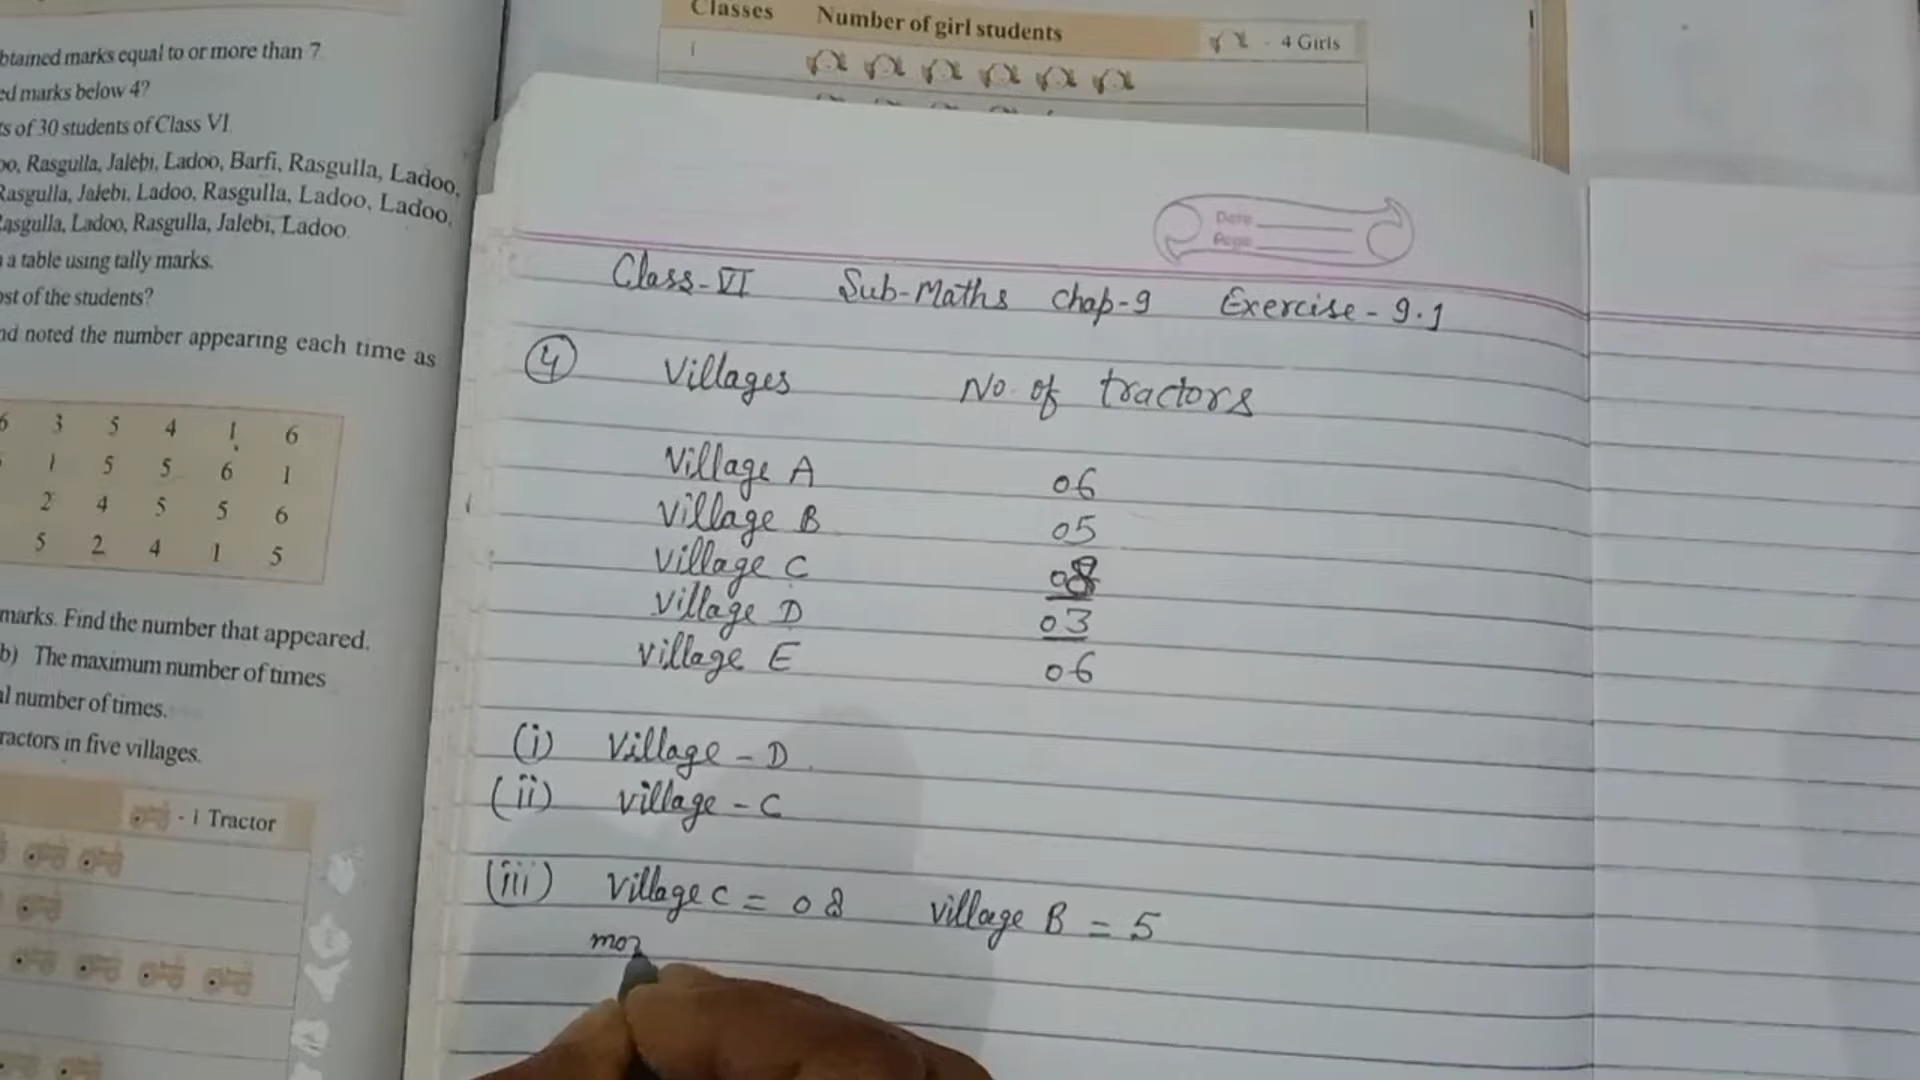 btained marks equal to or more than 7
ed marks below 4?
ts of 30 students of Class VI
oo, Rasgulla, Jalebi, Ladoo, Barfi, Rasgulla, Ladoo,
Rasgulla, Jalebi, Ladoo, Rasgulla, Ladoo, Ladoo,
Rasgulla, Ladoo, Rasgulla, Jalebi, Ladoo.
a table using tally marks.
ost of the students?
nd noted the number appearing each time as
6 3 5 4 1 6
1 5 5 6 1
2 4 5 5 6
5 2 4 1 5
marks. Find the number that appeared.
b) The maximum number of times
al number of times.
ractors in five villages.
- 1 Tractor
Classes Number of girl students - 4 Girls
I
Date
Page
Class-VI Sub-Maths Chap-9 Exercise-9.1
4 Villages No. of tractors
Village A 06
Village B 05
Village C 08
Village D 03
Village E 06
(i) Village - D
(ii) Village - C
(iii) Village C = 08 Village B = 5
mor